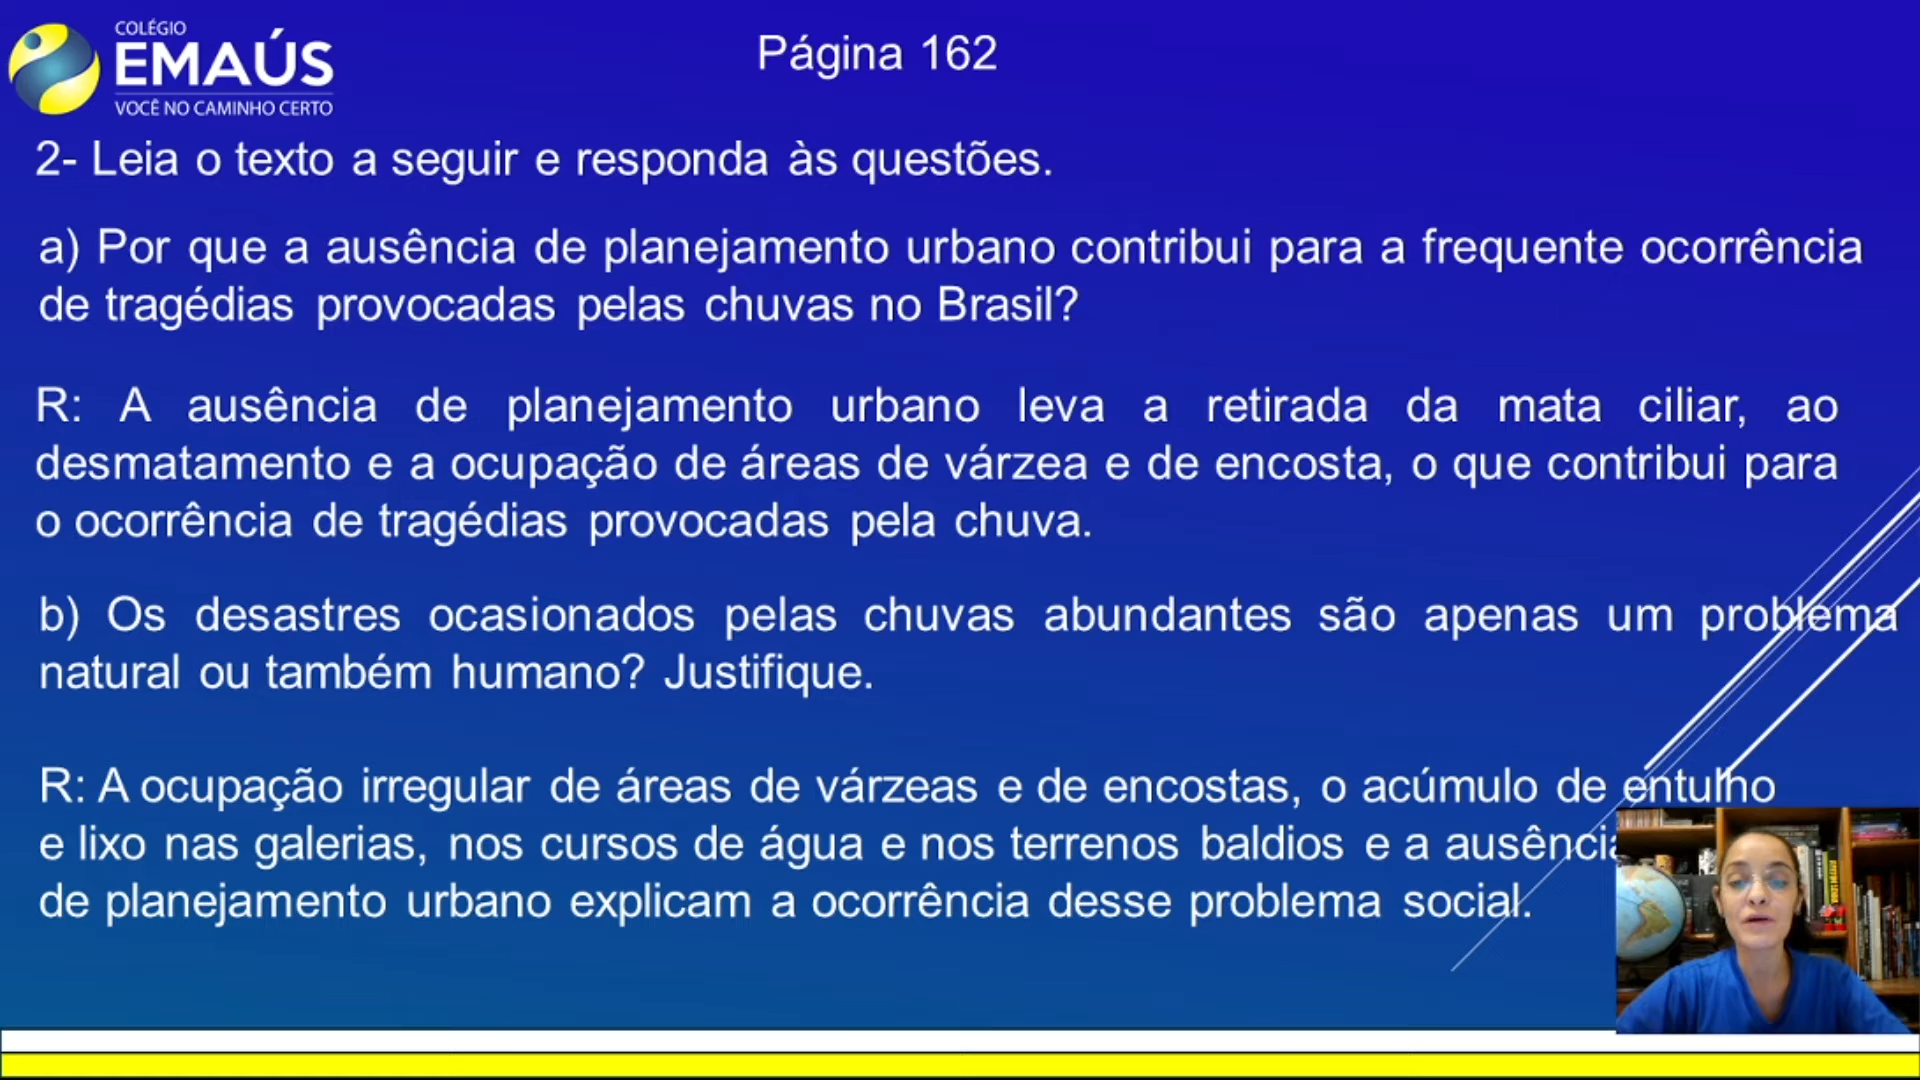 COLÉGIO
EMAÚS
VOCÊ NO CAMINHO CERTO
Página 162
2- Leia o texto a seguir e responda às questões.
a) Por que a ausência de planejamento urbano contribui para a frequente ocorrência
de tragédias provocadas pelas chuvas no Brasil?
R: A ausência de planejamento urbano leva a retirada da mata ciliar, ao
desmatamento e a ocupação de áreas de várzea e de encosta, o que contribui para
o ocorrência de tragédias provocadas pela chuva.
b) Os desastres ocasionados pelas chuvas abundantes são apenas um problema
natural ou também humano? Justifique.
R: A ocupação irregular de áreas de várzeas e de encostas, o acúmulo de entulho
e lixo nas galerias, nos cursos de água e nos terrenos baldios e a ausência
de planejamento urbano explicam a ocorrência desse problema social.